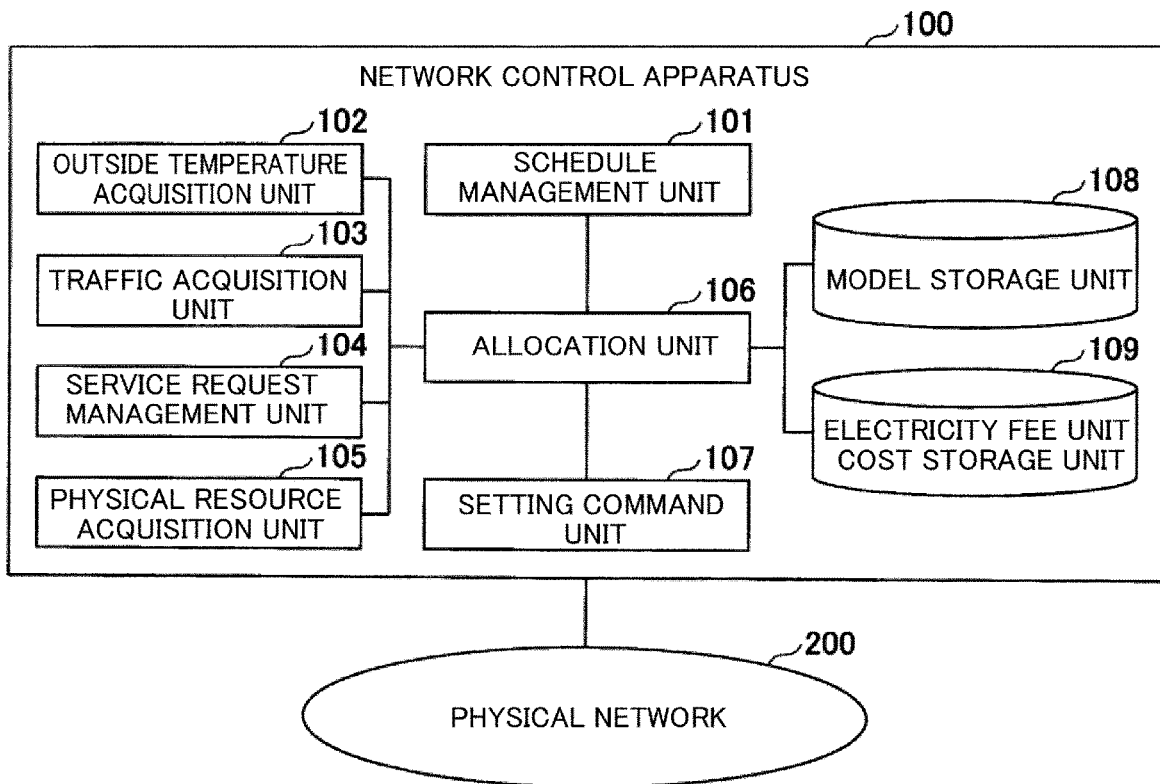 100
NETWORK CONTROL APPARATUS
102
OUTSIDE TEMPERATURE
ACQUISITION UNIT
103
TRAFFIC ACQUISITION
UNIT
104
SERVICE REQUEST
MANAGEMENT UNIT
105
PHYSICAL RESOURCE
ACQUISITION UNIT
101
SCHEDULE
MANAGEMENT UNIT
106
ALLOCATION UNIT
107
SETTING COMMAND
UNIT
108
MODEL STORAGE UNIT
109
ELECTRICITY FEE UNIT
COST STORAGE UNIT
200
PHYSICAL NETWORK